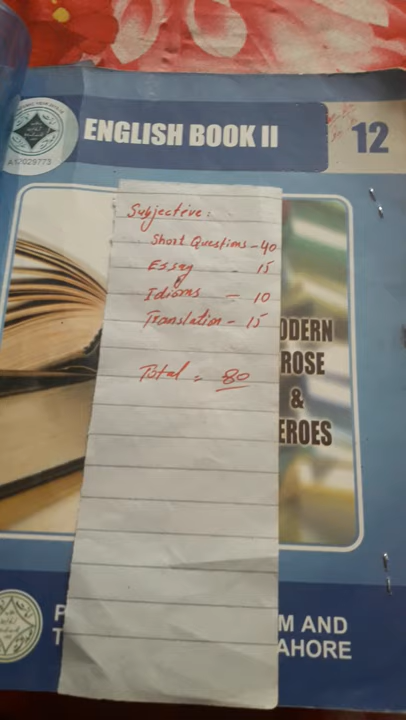 ENGLISH BOOK II
12
A12029773
Subjective:
Short Questions - 40
Essay - 15
Idioms - 10
Translation - 15
Total = 80
ODERN
ROSE
&
EROES
M AND
AHORE